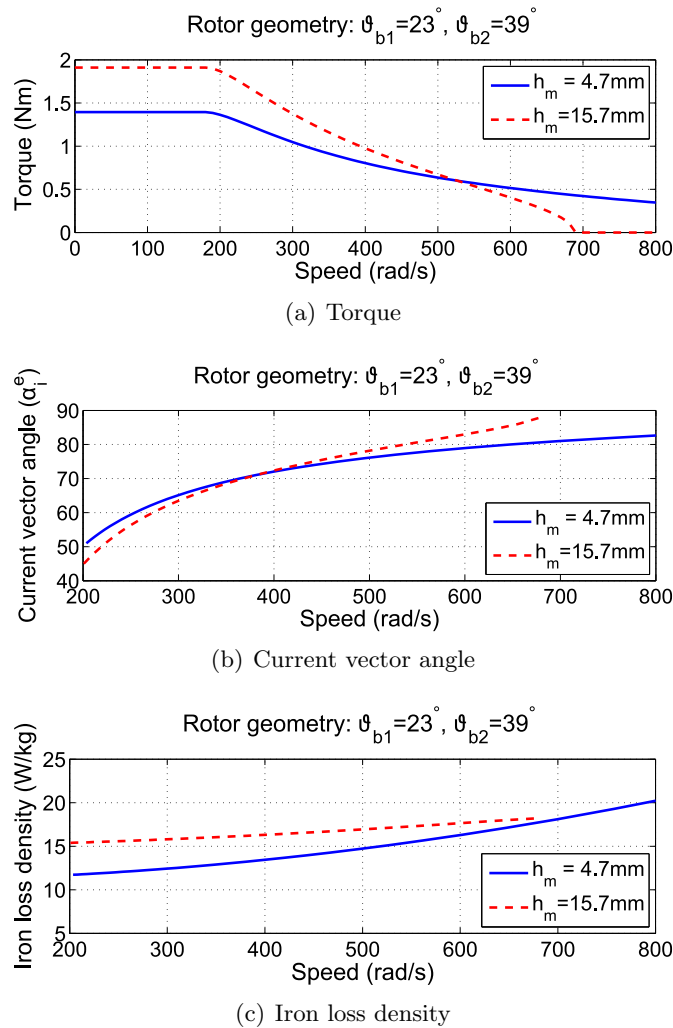 Rotor geometry: ϑb1=23°, ϑb2=39°
Torque (Nm)
2
1.5
1
0.5
0
hm = 4.7mm
hm=15.7mm
0 100 200 300 400 500 600 700 800
Speed (rad/s)
(a) Torque
Rotor geometry: ϑb1=23°, ϑb2=39°
Current vector angle (αie)
90
80
70
60
50
40
hm = 4.7mm
hm=15.7mm
200 300 400 500 600 700 800
Speed (rad/s)
(b) Current vector angle
Rotor geometry: ϑb1=23°, ϑb2=39°
Iron loss density (W/kg)
25
20
15
10
5
hm = 4.7mm
hm=15.7mm
200 300 400 500 600 700 800
Speed (rad/s)
(c) Iron loss density